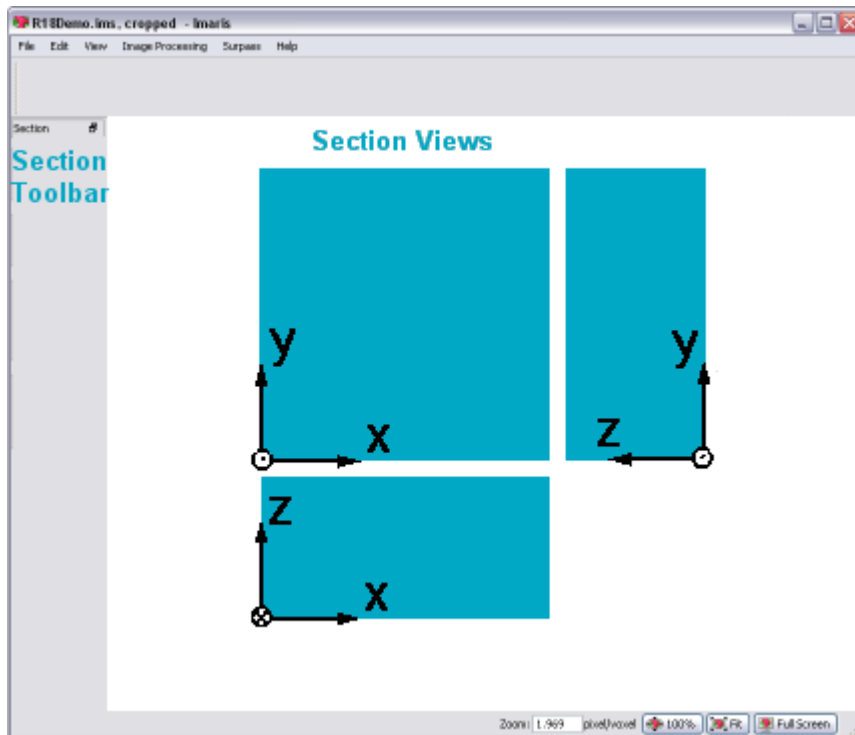 R18Demo.ims, cropped - Imaris
File Edit View Image Processing Surpass Help
Section
Section
Toolbar
Section Views
y
x
y
z
z
x
Zoom: 1.969 pixel/voxel 100% Fit Full Screen